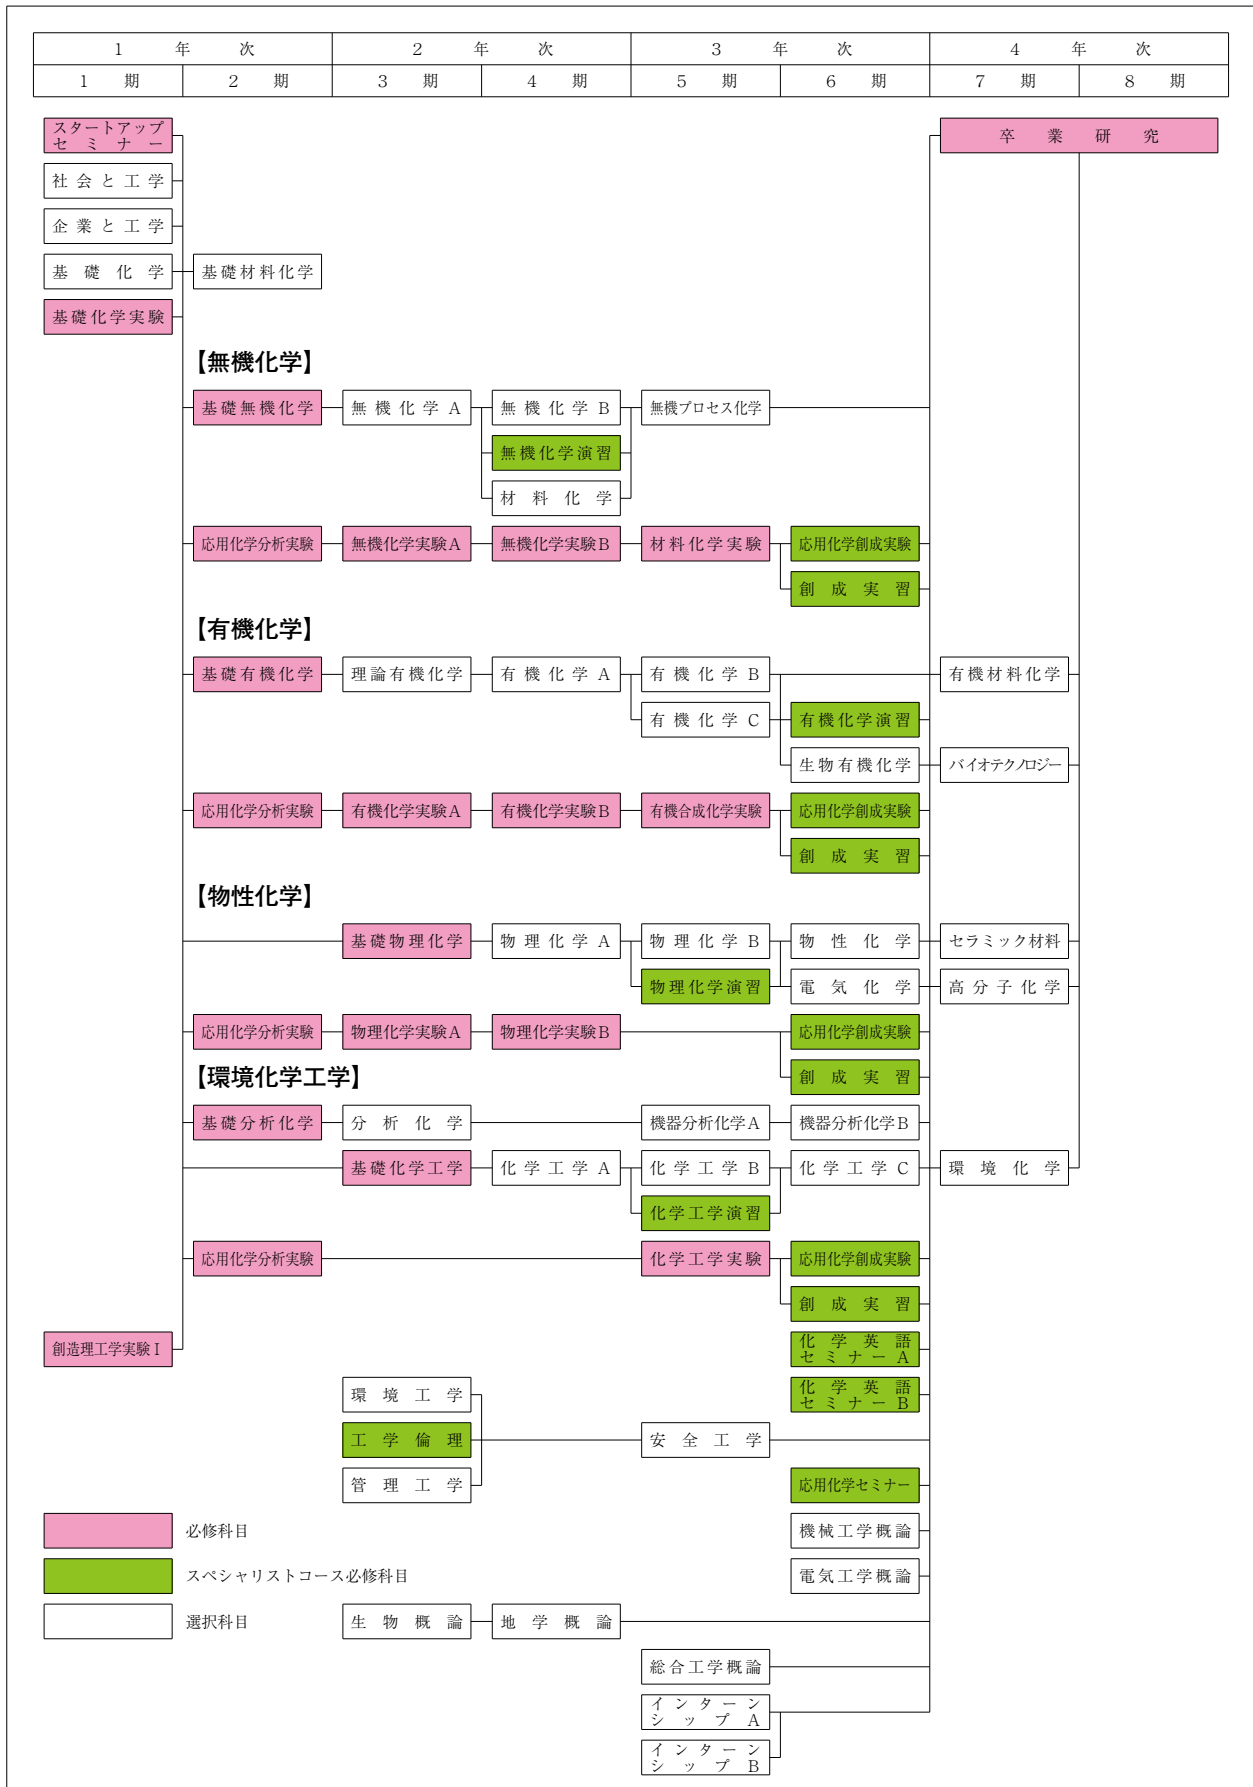 1 年 次 2 年 次 3 年 次 4 年 次
1 期 2 期 3 期 4 期 5 期 6 期 7 期 8 期
スタートアップ
セミナー
卒業研究
社会と工学
企業と工学
基礎化学 基礎材料化学
基礎化学実験
【無機化学】
基礎無機化学 無機化学A 無機化学B 無機プロセス化学
無機化学演習
材料化学
応用化学分析実験 無機化学実験A 無機化学実験B 材料化学実験 応用化学創成実験
創成実習
【有機化学】
基礎有機化学 理論有機化学 有機化学A 有機化学B 有機材料化学
有機化学C 有機化学演習
生物有機化学 バイオテクノロジー
応用化学分析実験 有機化学実験A 有機化学実験B 有機合成化学実験 応用化学創成実験
創成実習
【物性化学】
基礎物理化学 物理化学A 物理化学B 物性化学 セラミック材料
物理化学演習 電気化学 高分子化学
応用化学分析実験 物理化学実験A 物理化学実験B 応用化学創成実験
創成実習
【環境化学工学】
基礎分析化学 分析化学 機器分析化学A 機器分析化学B
基礎化学工学 化学工学A 化学工学B 化学工学C 環境化学
化学工学演習
応用化学分析実験 化学工学実験 応用化学創成実験
創成実習
創造理工学実験Ⅰ
化学英語
セミナーA
環境工学
化学英語
セミナーB
工学倫理 安全工学
管理工学 応用化学セミナー
必修科目 機械工学概論
スペシャリストコース必修科目 電気工学概論
選択科目 生物概論 地学概論
総合工学概論
インターン
シップA
インターン
シップB